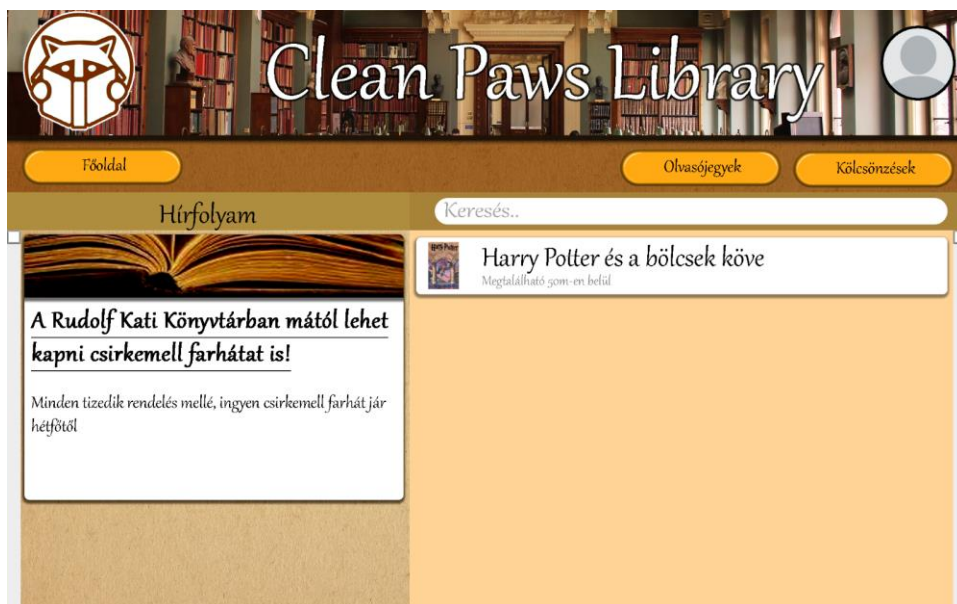 Clean Paws Library
Főoldal
Olvasójegyek
Kölcsönzések
Hírfolyam
Keresés..
Harry Potter és a bölcsek köve
Megtalálható 50m-en belül
A Rudolf Kati Könyvtárban mától lehet
kapni csirkemell farhátat is!
Minden tizedik rendelés mellé, ingyen csirkemell farhát jár
hétfőtől